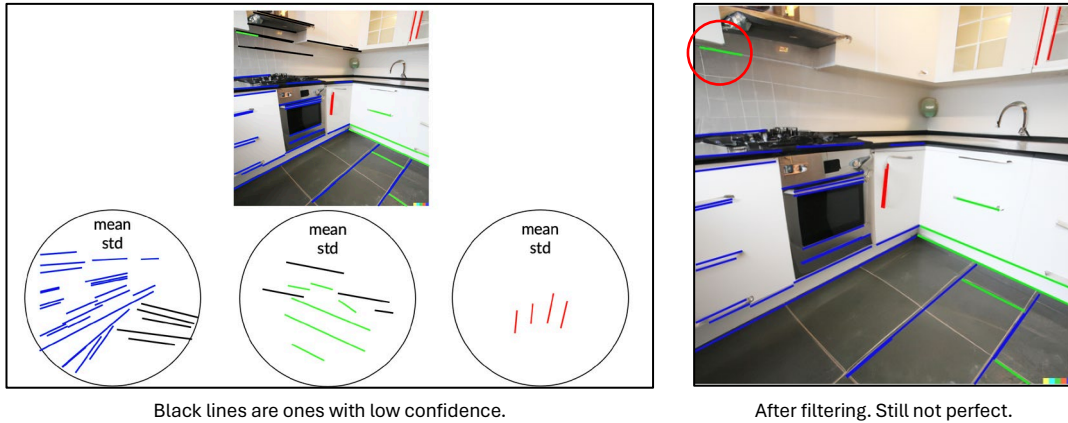 mean
std
mean
std
mean
std
Black lines are ones with low confidence.
After filtering. Still not perfect.